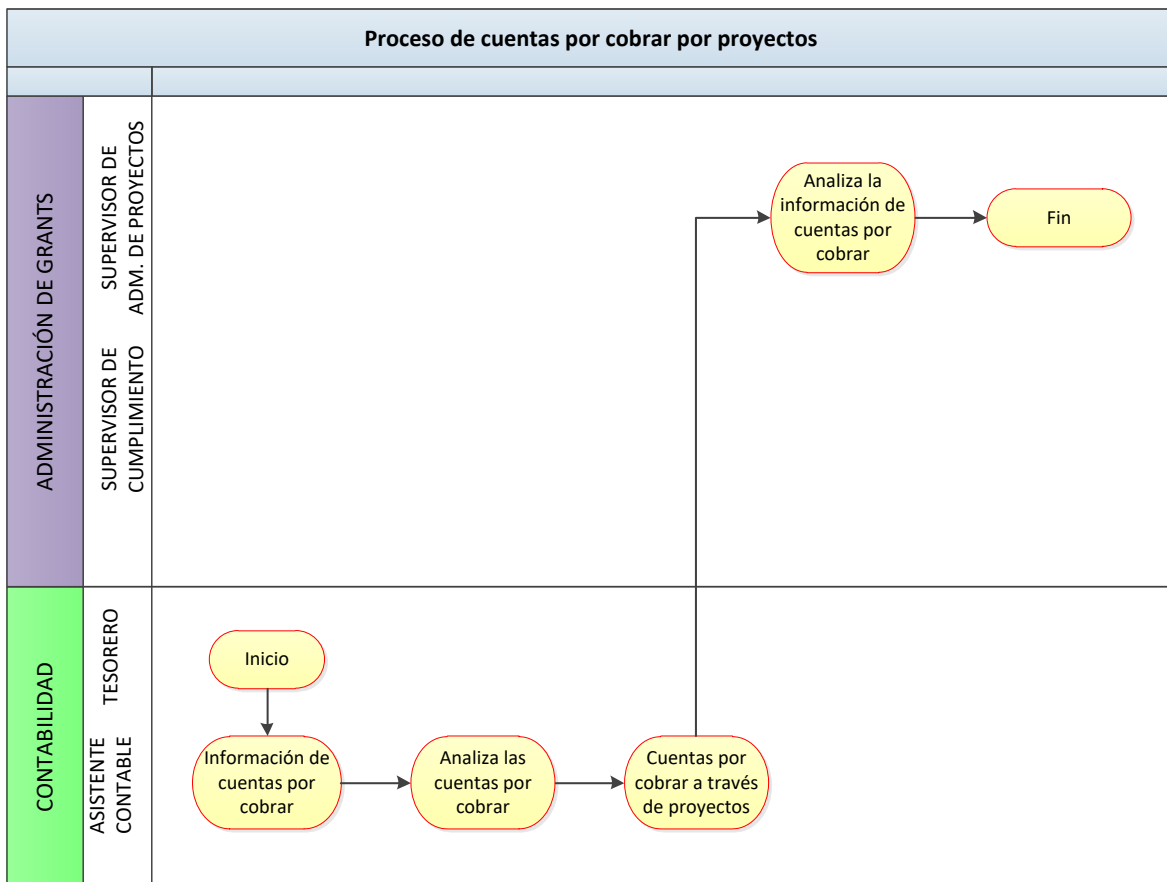 Proceso de cuentas por cobrar por proyectos
ADMINISTRACIÓN DE GRANTS
SUPERVISOR DE
ADM. DE PROYECTOS
Analiza la
información de
cuentas por
cobrar
Fin
SUPERVISOR DE
CUMPLIMIENTO
CONTABILIDAD
TESORERO
Inicio
ASISTENTE
CONTABLE
Información de
cuentas por
cobrar
Analiza las
cuentas por
cobrar
Cuentas por
cobrar a través
de proyectos